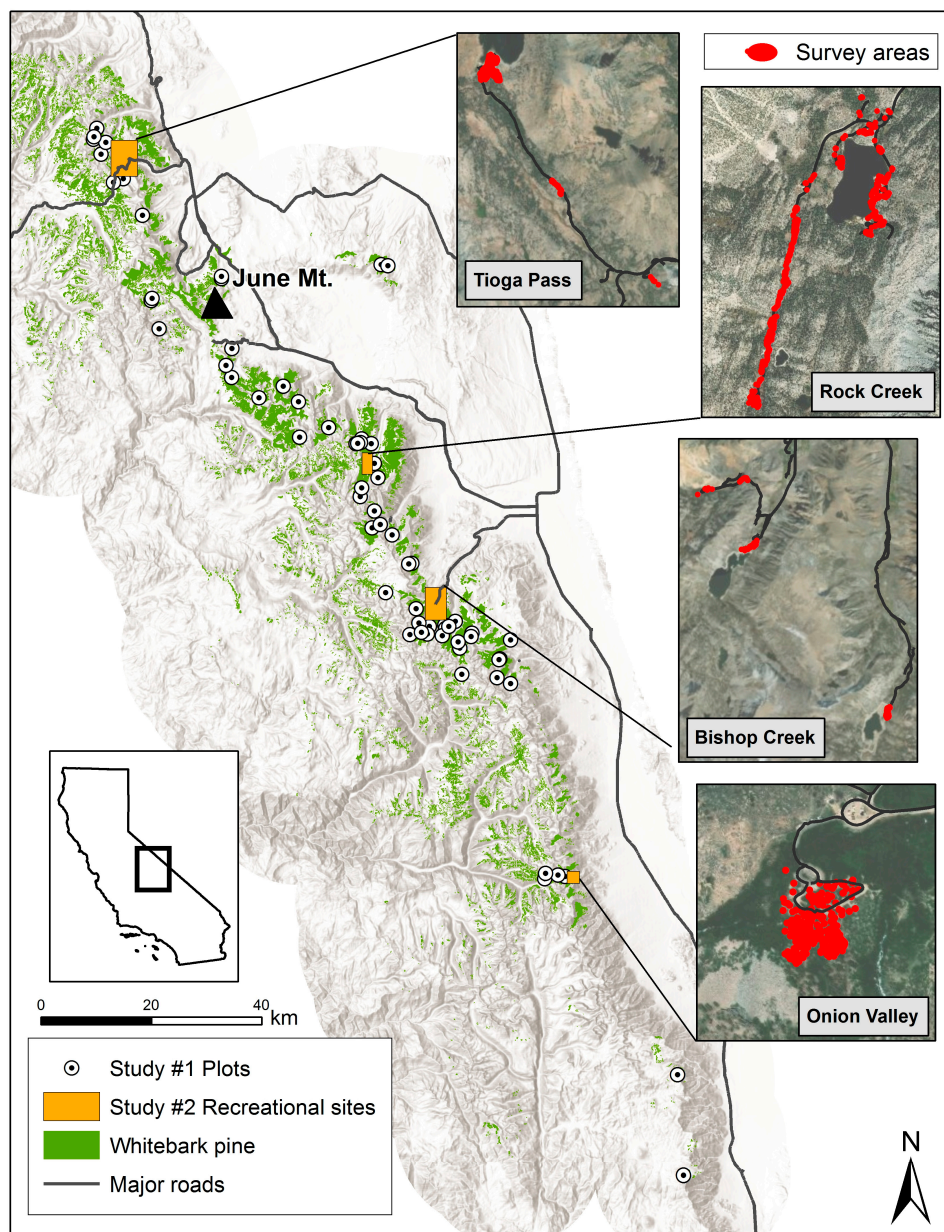 Survey areas
Tioga Pass
Rock Creek
June Mt.
Bishop Creek
Onion Valley
0 20 40 km
Study #1 Plots
Study #2 Recreational sites
Whitebark pine
Major roads
N